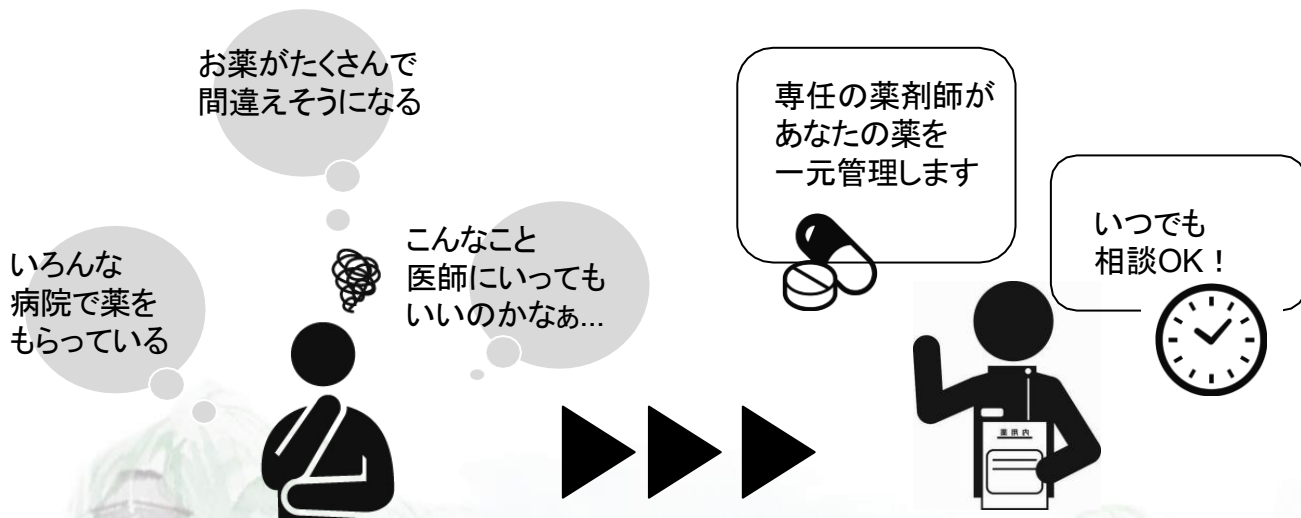 お薬がたくさんで
間違えそうになる
いろんな
病院で薬を
もらっている
こんなこと
医師にいっても
いいのかなぁ...
専任の薬剤師が
あなたの薬を
一元管理します
いつでも
相談OK！